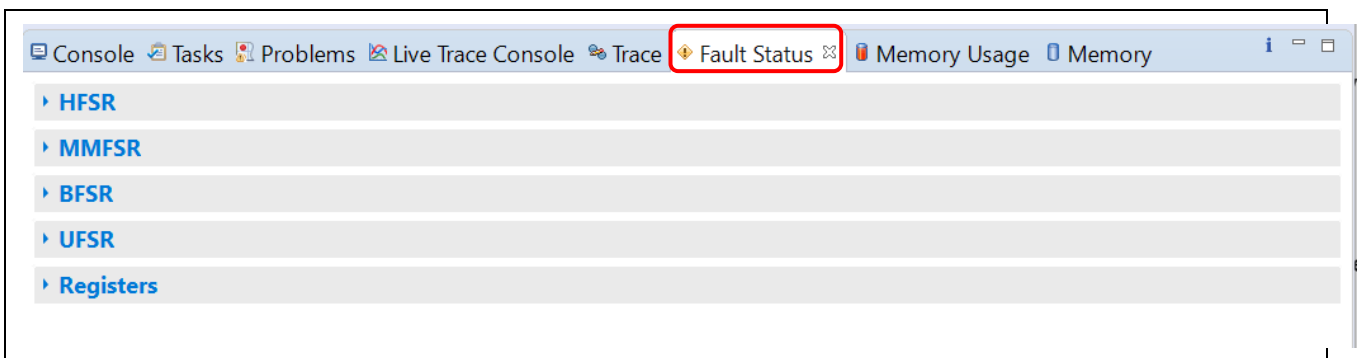 Console Tasks Problems Live Trace Console Trace Fault Status Memory Usage Memory i
HFSR
MMFSR
BFSR
UFSR
Registers